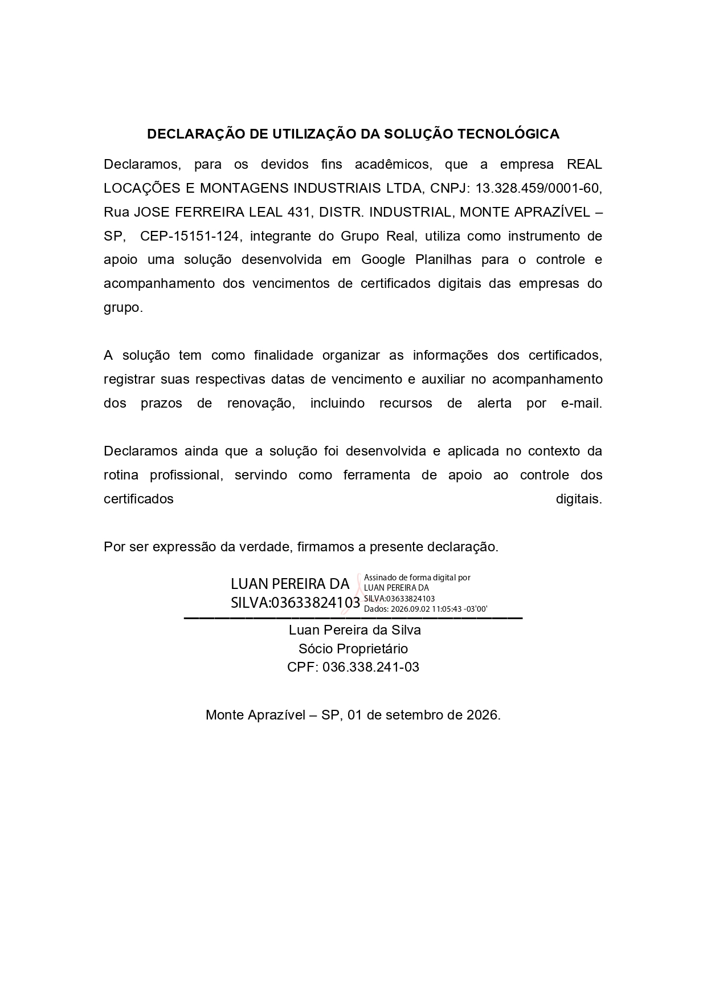 DECLARAÇÃO DE UTILIZAÇÃO DA SOLUÇÃO TECNOLÓGICA
Declaramos, para os devidos fins acadêmicos, que a empresa REAL
LOCAÇÕES E MONTAGENS INDUSTRIAIS LTDA, CNPJ: 13.328.459/0001-60,
Rua JOSE FERREIRA LEAL 431, DISTR. INDUSTRIAL, MONTE APRAZÍVEL –
SP, CEP-15151-124, integrante do Grupo Real, utiliza como instrumento de
apoio uma solução desenvolvida em Google Planilhas para o controle e
acompanhamento dos vencimentos de certificados digitais das empresas do
grupo.
A solução tem como finalidade organizar as informações dos certificados,
registrar suas respectivas datas de vencimento e auxiliar no acompanhamento
dos prazos de renovação, incluindo recursos de alerta por e-mail.
Declaramos ainda que a solução foi desenvolvida e aplicada no contexto da
rotina profissional, servindo como ferramenta de apoio ao controle dos
certificados digitais.
Por ser expressão da verdade, firmamos a presente declaração.
LUAN PEREIRA DA
SILVA:03633824103
Assinado de forma digital por
LUAN PEREIRA DA
SILVA:03633824103
Dados: 2026.09.02 11:05:43 -03'00'
Luan Pereira da Silva
Sócio Proprietário
CPF: 036.338.241-03
Monte Aprazível – SP, 01 de setembro de 2026.